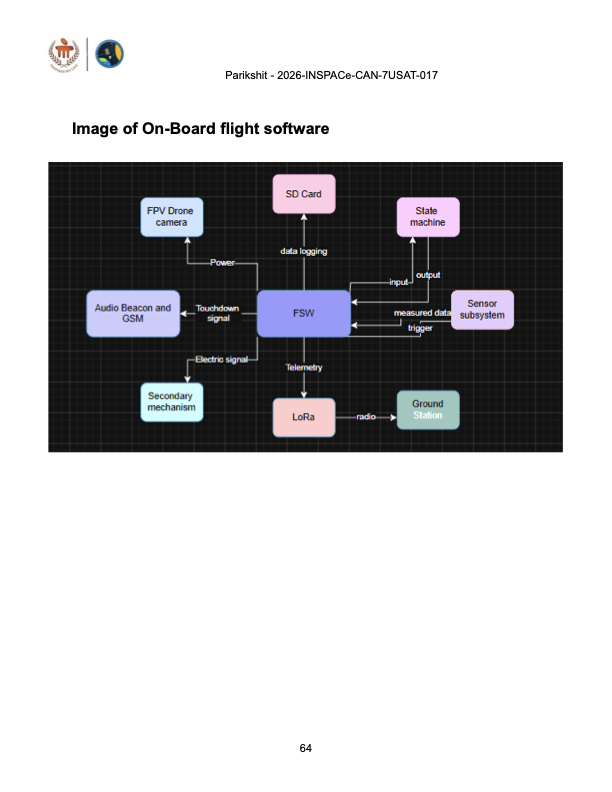 Parikshit - 2026-INSPACe-CAN-7USAT-017
Image of On-Board flight software
SD Card
FPV Drone
camera
State
machine
data logging
Power
input
output
Audio Beacon and
GSM
Touchdown
signal
FSW
measured data
trigger
Sensor
subsystem
Electric signal
Telemetry
Secondary
mechanism
LoRa
radio
Ground
Station
64